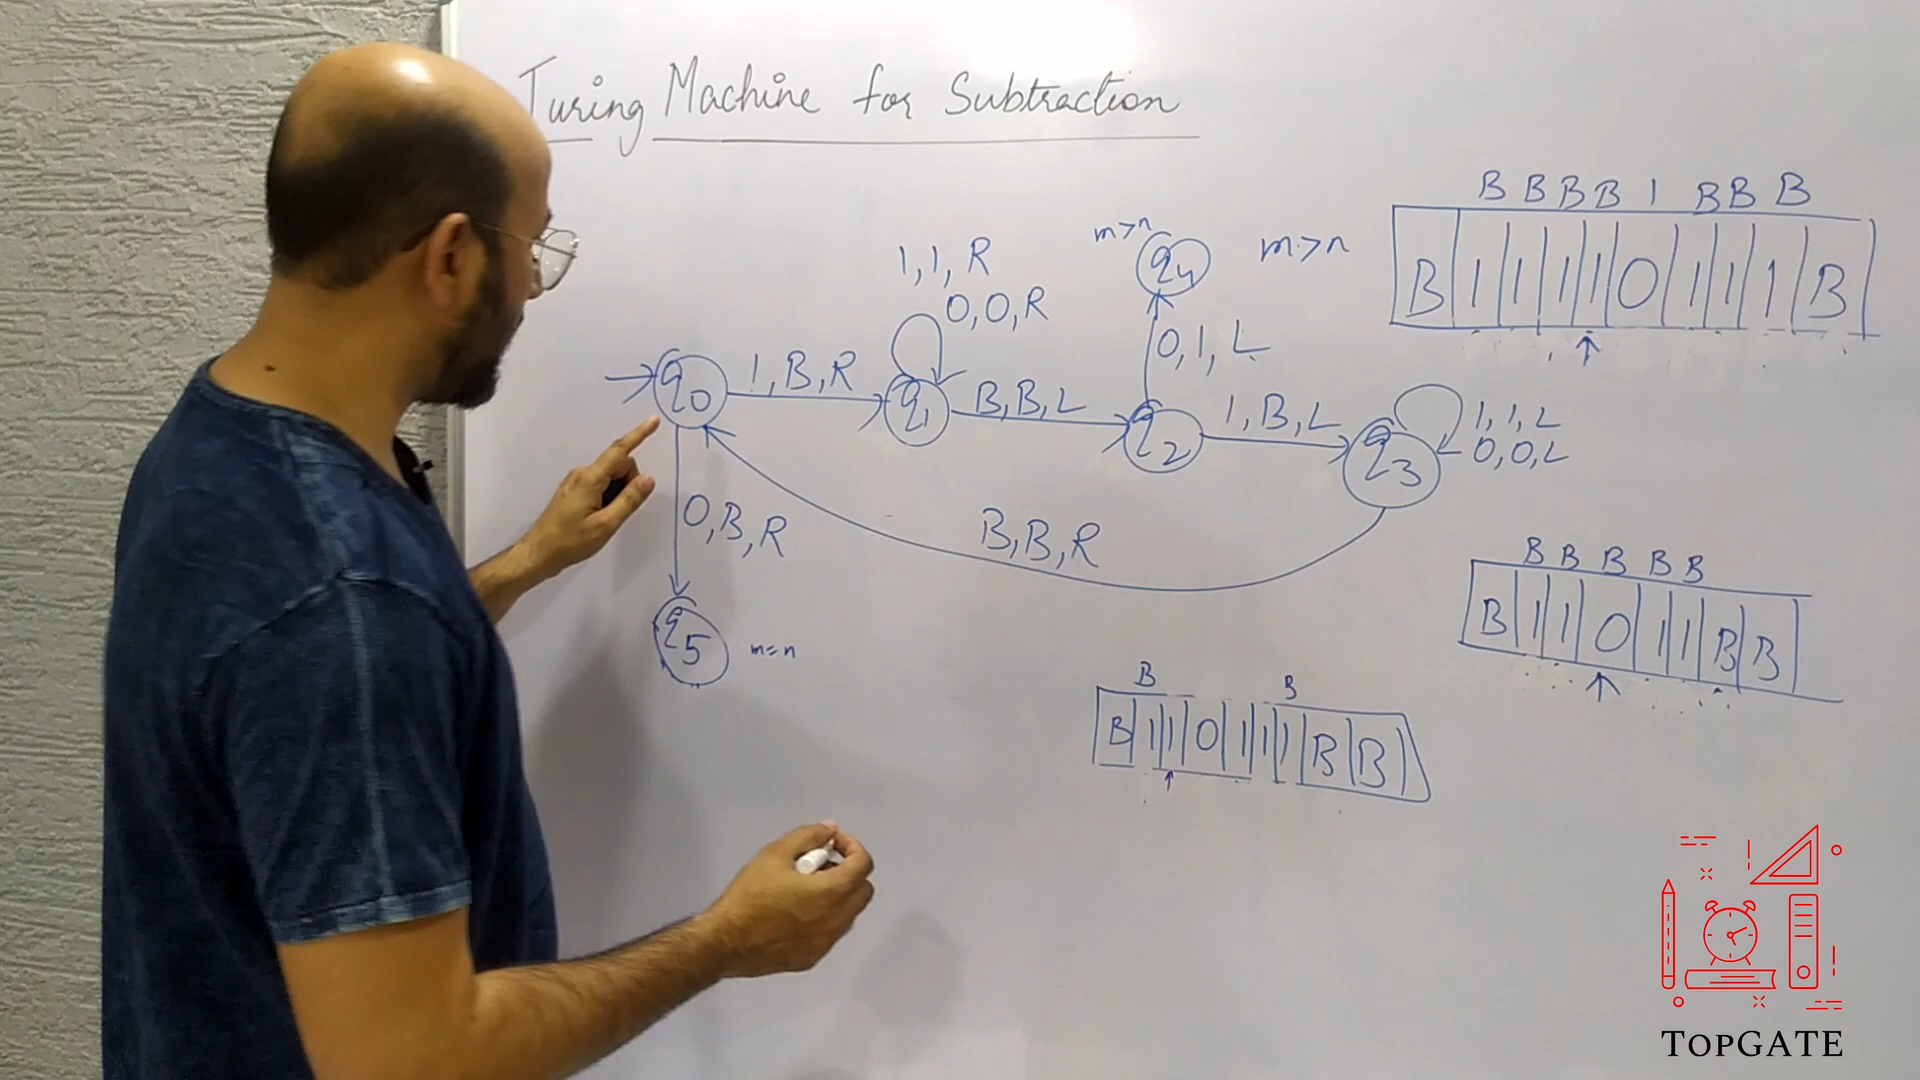 Turing Machine for Subtraction
B B B B 1 B B B
B 1 1 1 1 0 1 1 1 B
m>n
q4
m>n
1, 1, R
0, 0, R
0, 1, L
q0
1, B, R
q1
B, B, L
q2
1, B, L
q3
1, 1, L
0, 0, L
0, B, R
B, B, R
q5
m=n
B B B B B
B 1 1 0 1 1 B B
B B
B 1 1 0 1 1 1 B B
TOPGATE